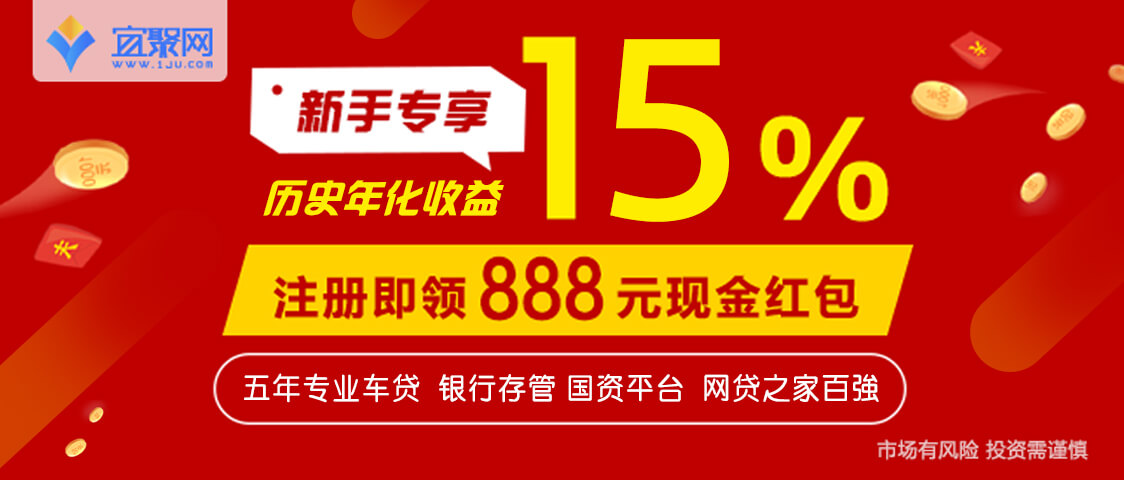 宜聚网
www.1ju.com
新手专享
15%
历史年化收益
注册即领888元现金红包
五年专业车贷 银行存管 国资平台 网贷之家百強
市场有风险 投资需谨慎